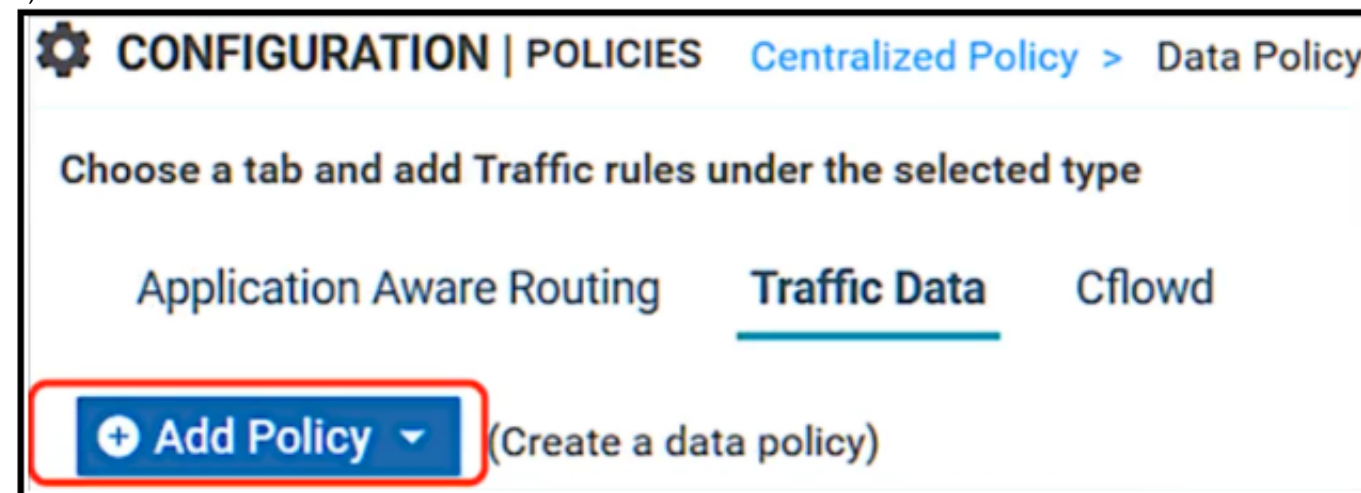 CONFIGURATION | POLICIES Centralized Policy > Data Policy
Choose a tab and add Traffic rules under the selected type
Application Aware Routing Traffic Data Cflowd
Add Policy (Create a data policy)